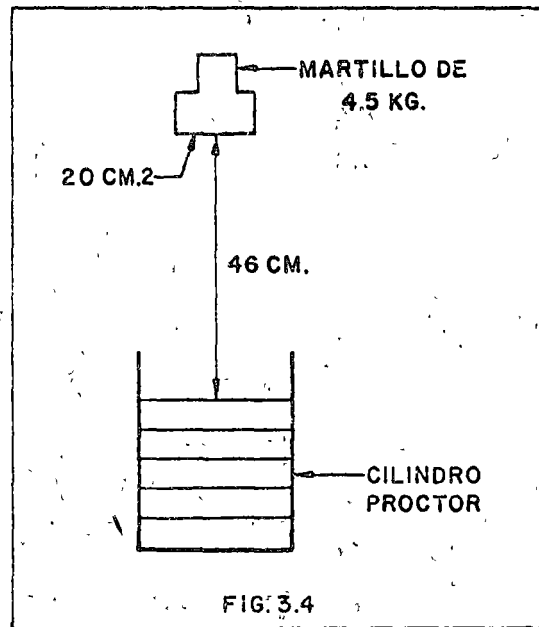 MARTILLO DE
4.5 KG.
20 CM.2
46 CM.
CILINDRO
PROCTOR
FIG. 3.4